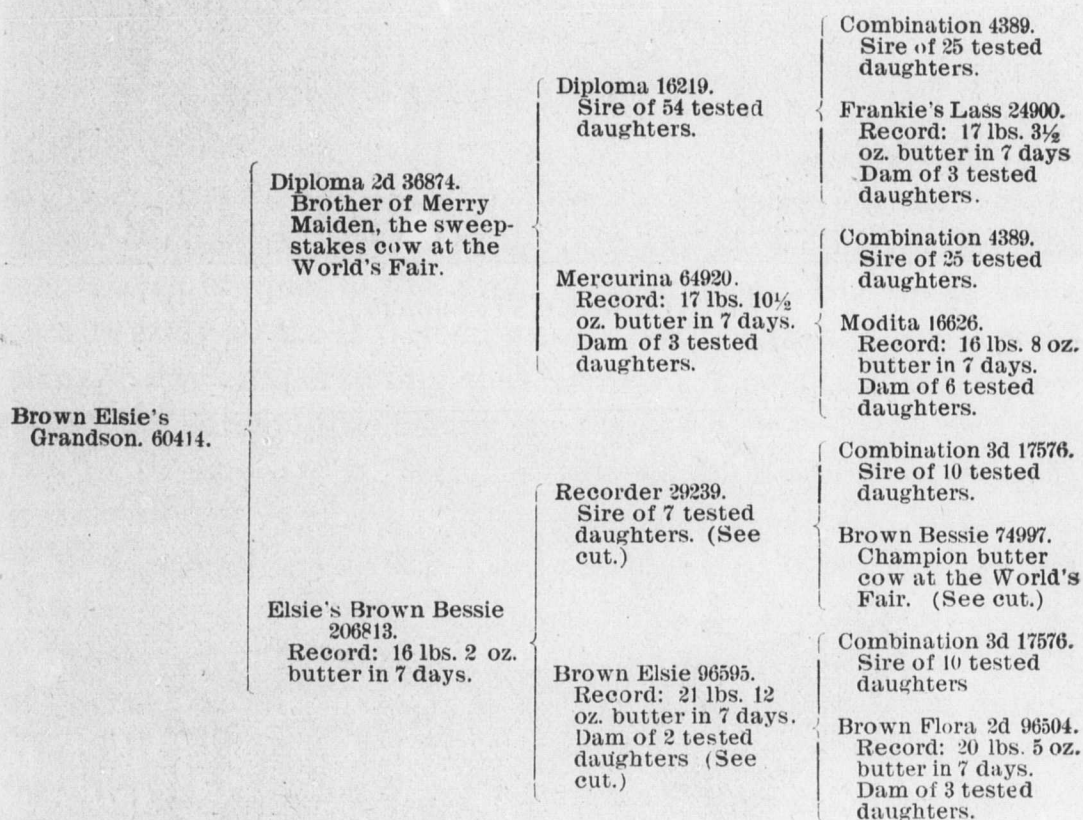 Brown Elsie's
Grandson. 60414.
Diploma 2d 36874.
Brother of Merry
Maiden, the sweep-
stakes cow at the
World's Fair.
Diploma 16219.
Sire of 54 tested
daughters.
Combination 4389.
Sire of 25 tested
daughters.
Frankie's Lass 24900.
Record: 17 lbs. 3½
oz. butter in 7 days
Dam of 3 tested
daughters.
Mercurina 64920.
Record: 17 lbs. 10½
oz. butter in 7 days.
Dam of 3 tested
daughters.
Combination 4389.
Sire of 25 tested
daughters.
Modita 16626.
Record: 16 lbs. 8 oz.
butter in 7 days.
Dam of 6 tested
daughters.
Elsie's Brown Bessie
206813.
Record: 16 lbs. 2 oz.
butter in 7 days.
Recorder 29239.
Sire of 7 tested
daughters. (See
cut.)
Combination 3d 17576.
Sire of 10 tested
daughters.
Brown Bessie 74997.
Champion butter
cow at the World's
Fair. (See cut.)
Brown Elsie 96595.
Record: 21 lbs. 12
oz. butter in 7 days.
Dam of 2 tested
daughters (See
cut.)
Combination 3d 17576.
Sire of 10 tested
daughters
Brown Flora 2d 96504.
Record: 20 lbs. 5 oz.
butter in 7 days.
Dam of 3 tested
daughters.